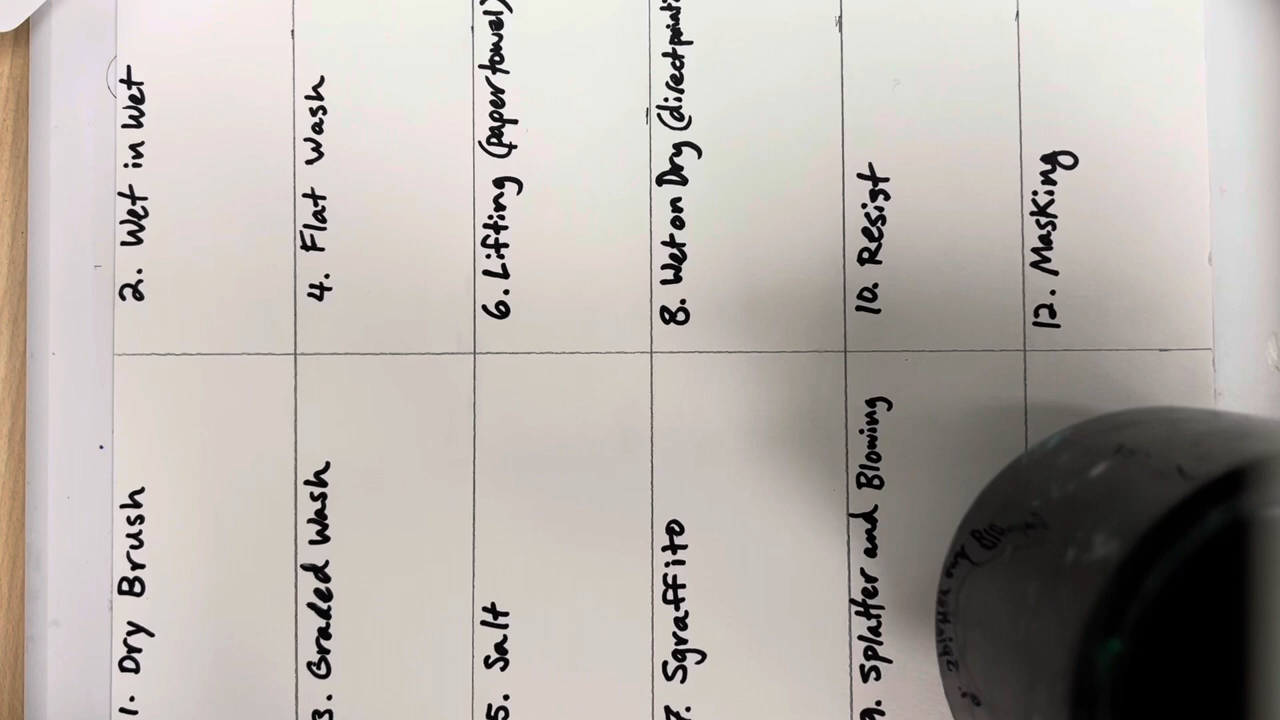 1. Dry Brush
2. Wet in Wet
3. Graded Wash
4. Flat Wash
5. Salt
6. Lifting (paper towel)
7. Sgraffito
8. Wet on Dry (direct
9. Splatter and Blowing
10. Resist
12. Masking